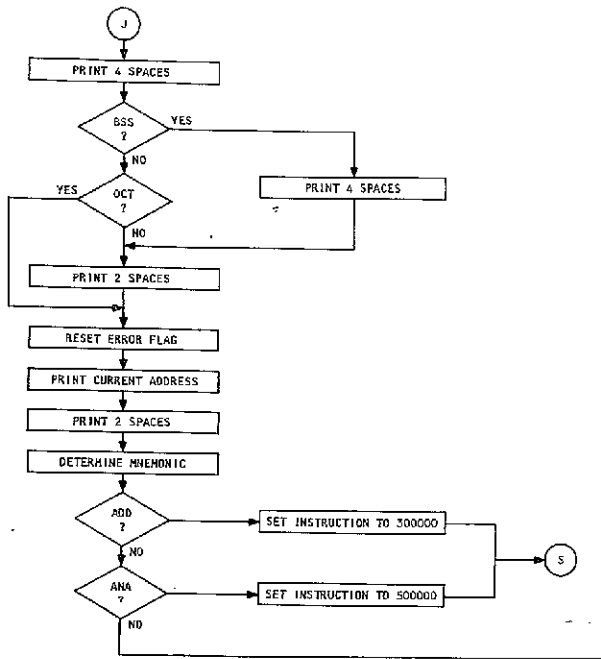 J
PRINT 4 SPACES
BSS
?
YES
NO
YES
OCT
?
PRINT 4 SPACES
NO
PRINT 2 SPACES
RESET ERROR FLAG
PRINT CURRENT ADDRESS
PRINT 2 SPACES
DETERMINE MNEMONIC
ADD
?
SET INSTRUCTION TO 300000
NO
S
ANA
?
SET INSTRUCTION TO 500000
NO